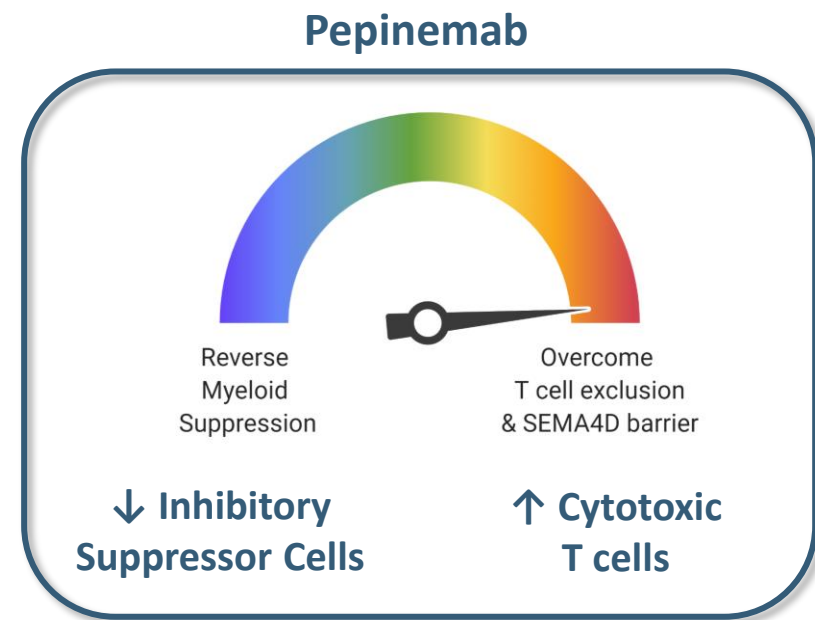 Pepinemab
Reverse
Myeloid
Suppression
Overcome
T cell exclusion
& SEMA4D barrier
↓ Inhibitory
Suppressor Cells
↑ Cytotoxic
T cells